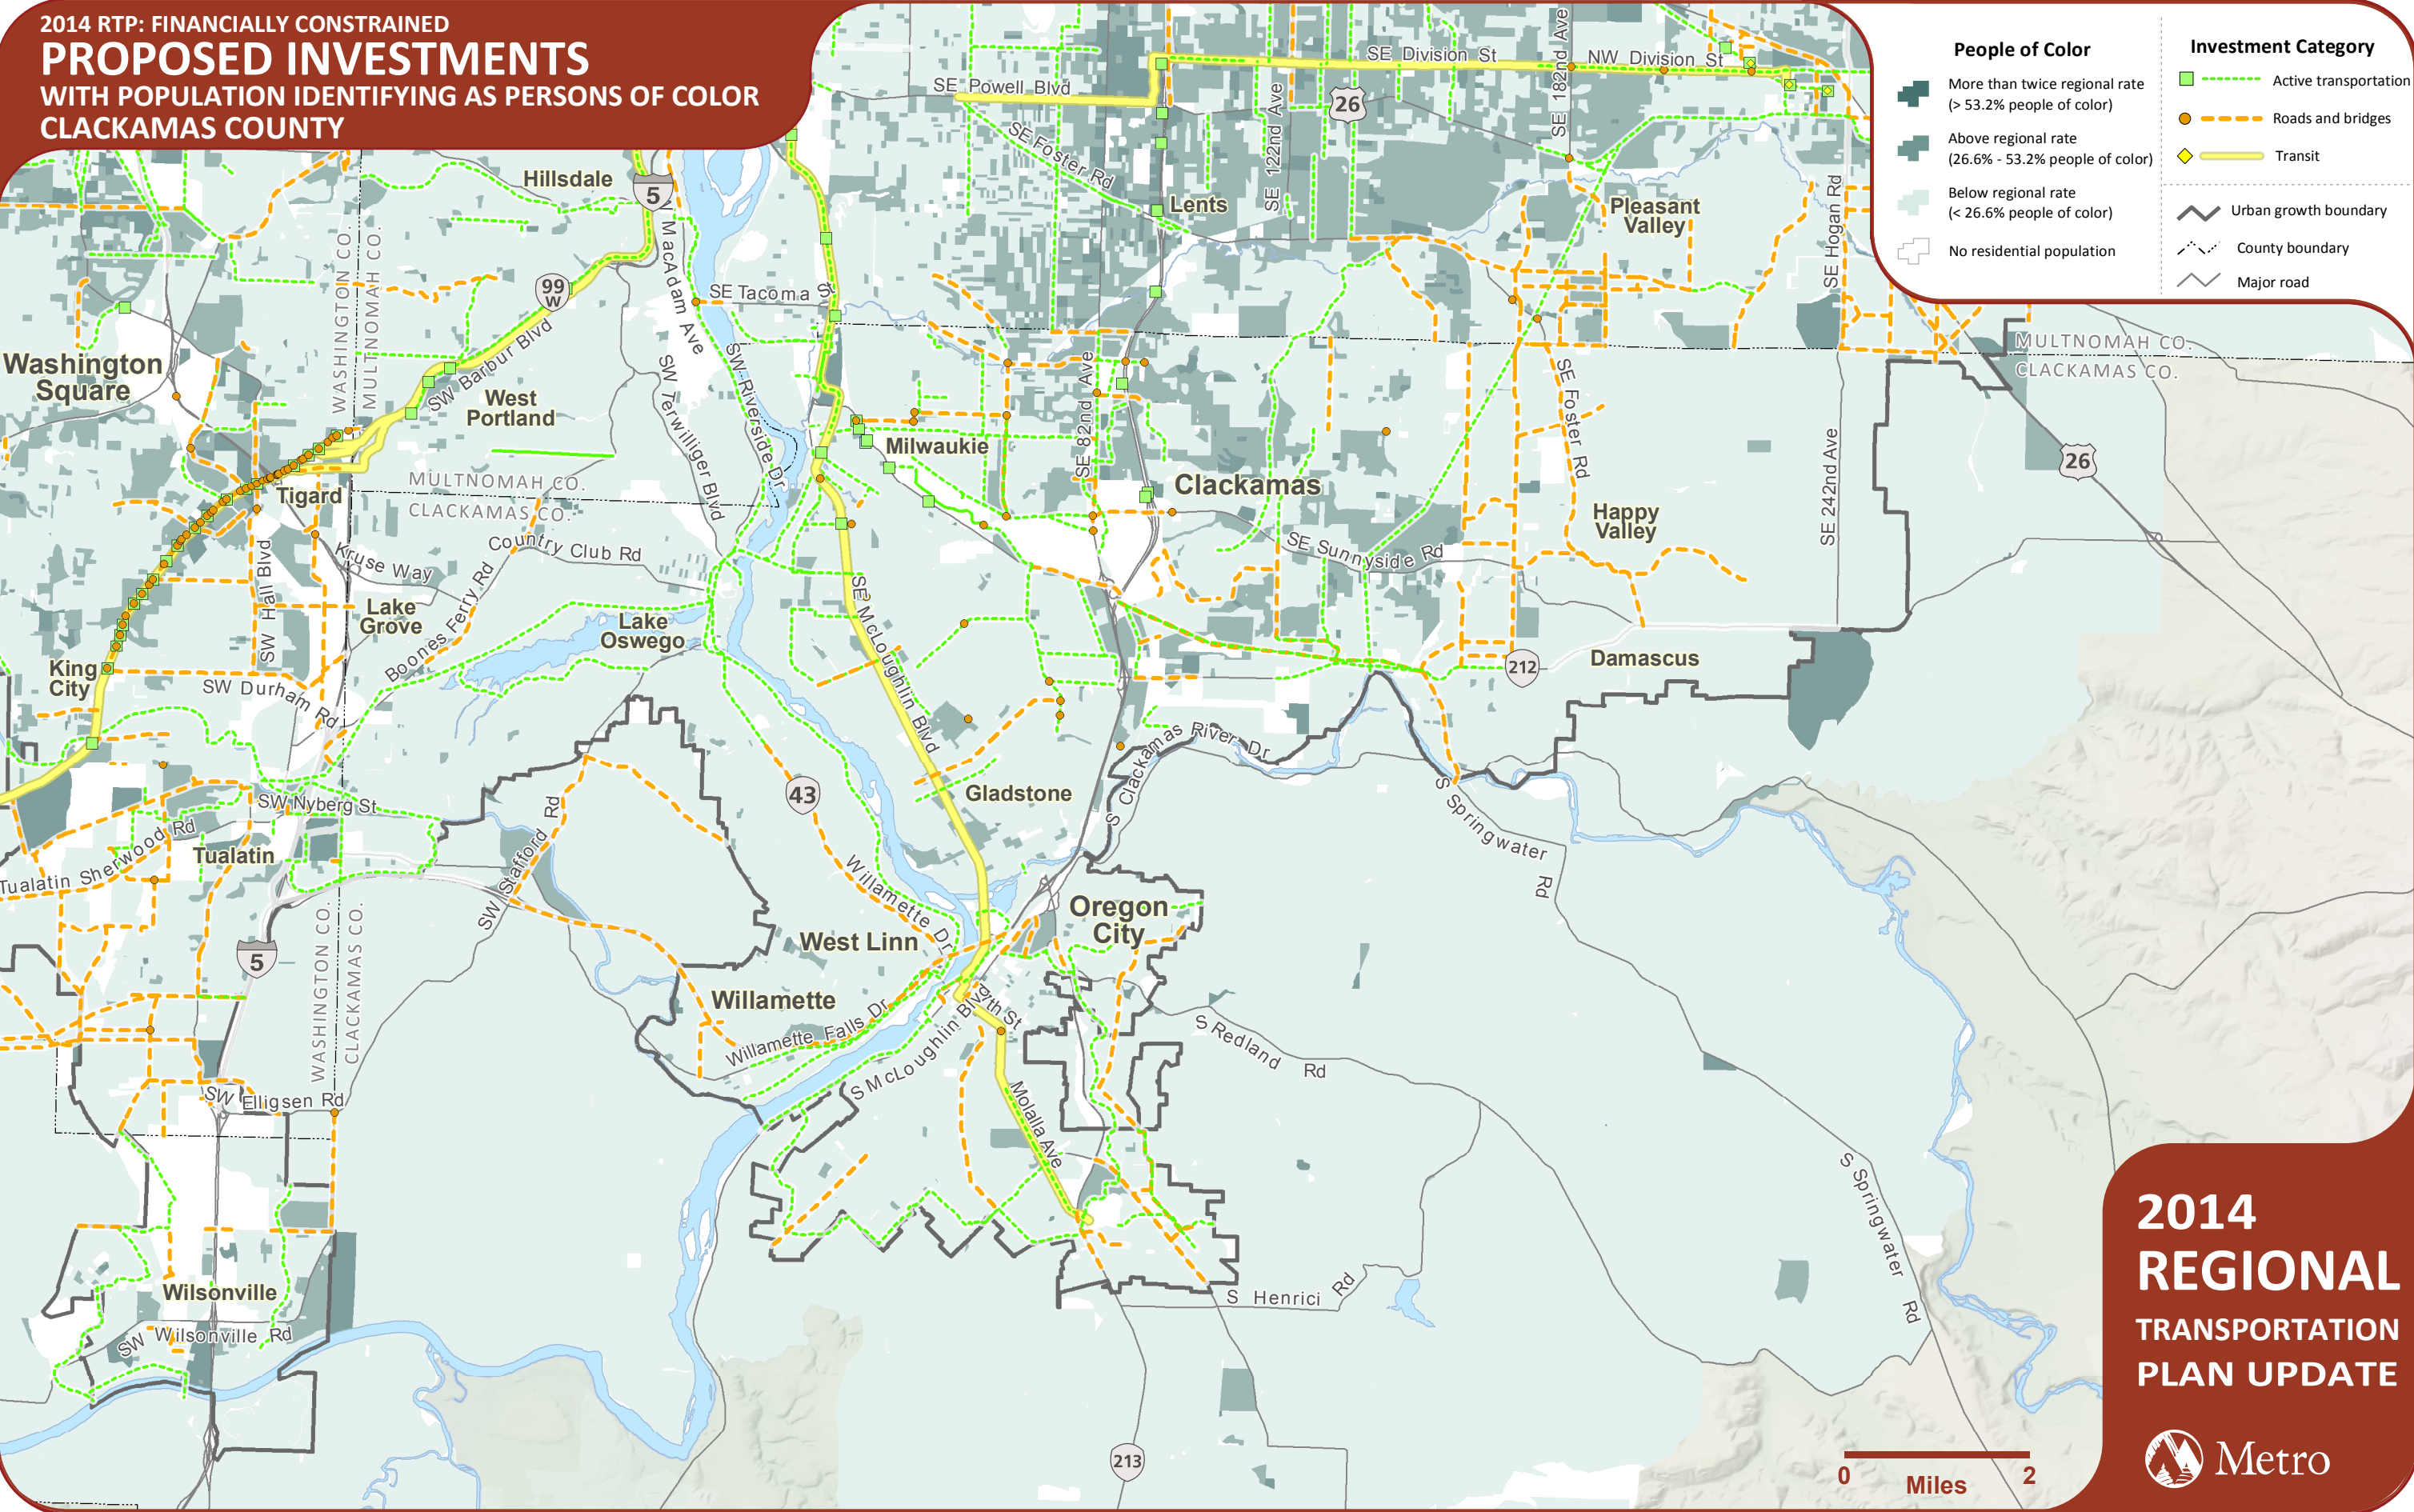 2014 RTP: FINANCIALLY CONSTRAINED
PROPOSED INVESTMENTS
WITH POPULATION IDENTIFYING AS PERSONS OF COLOR
CLACKAMAS COUNTY
People of Color
More than twice regional rate
(> 53.2% people of color)
Above regional rate
(26.6% - 53.2% people of color)
Below regional rate
(< 26.6% people of color)
No residential population
Investment Category
Active transportation
Roads and bridges
Transit
Urban growth boundary
County boundary
Major road
SE Division St
NW Division St
SE Powell Blvd
SE 182nd Ave
26
SE 122nd Ave
SE Foster Rd
Hillsdale
5
Lents
Pleasant
Valley
SE Hogan Rd
WASHINGTON CO.
MULTNOMAH CO.
MacAdam Ave
99
W
SE Tacoma St
SW Barbur Blvd
Washington
Square
West
Portland
SW Terwilliger Blvd
SW Riverside Dr
SE 82nd Ave
SE Foster Rd
MULTNOMAH CO.
CLACKAMAS CO.
Milwaukie
SE 242nd Ave
26
Tigard
MULTNOMAH CO.
CLACKAMAS CO.
Clackamas
Happy
Valley
SE Sunnyside Rd
Country Club Rd
Kruse Way
SW Hall Blvd
Lake
Grove
Boones Ferry Rd
Lake
Oswego
SE McLoughlin Blvd
King
City
SW Durham Rd
212
Damascus
43
S Clackamas River Dr
Gladstone
S Springwater Rd
SW Nyberg St
Tualatin Sherwood Rd
Tualatin
SW Stafford Rd
Willamette Dr
Oregon
City
West Linn
5
WASHINGTON CO.
CLACKAMAS CO.
Willamette
Willamette Falls Dr
S McLoughlin Blvd
7th St
S Redland Rd
SW Elligsen Rd
Molalla Ave
S Springwater Rd
Wilsonville
SW Wilsonville Rd
S Henrici Rd
213
0 2
Miles
2014
REGIONAL
TRANSPORTATION
PLAN UPDATE
Metro